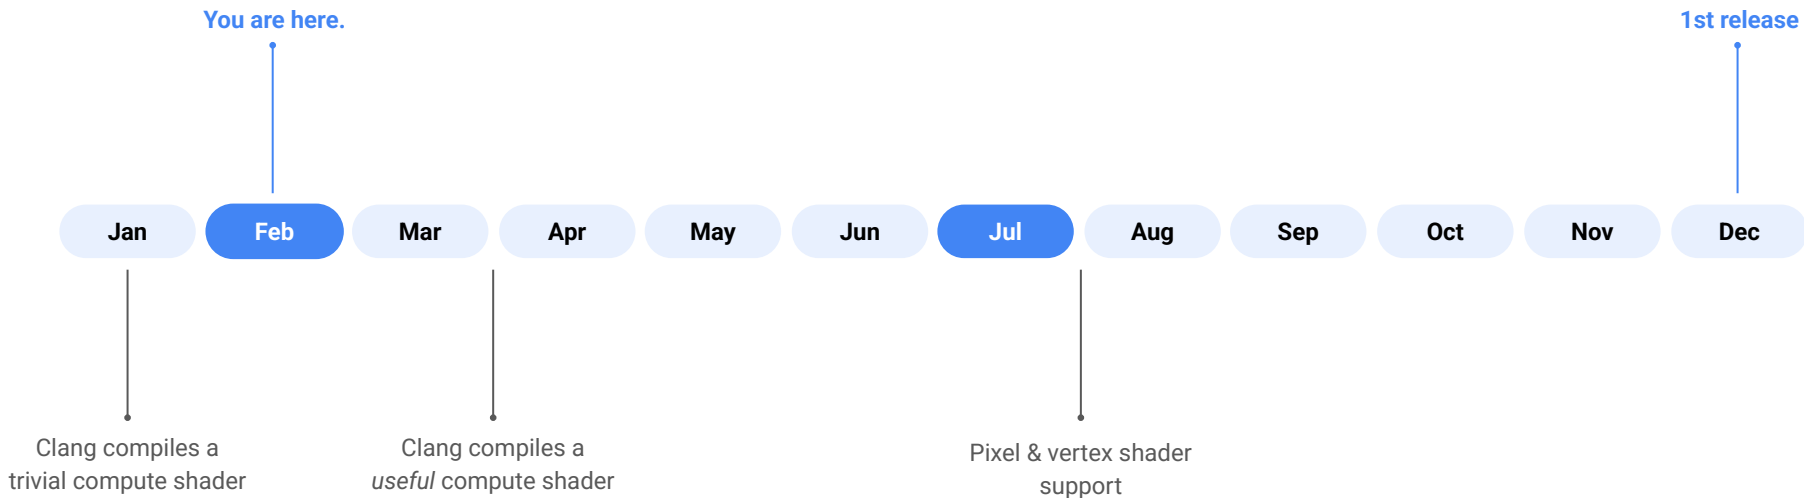 You are here.
1st release
Jan
Feb
Mar
Apr
May
Jun
Jul
Aug
Sep
Oct
Nov
Dec
Clang compiles a
trivial compute shader
Clang compiles a
useful compute shader
Pixel & vertex shader
support